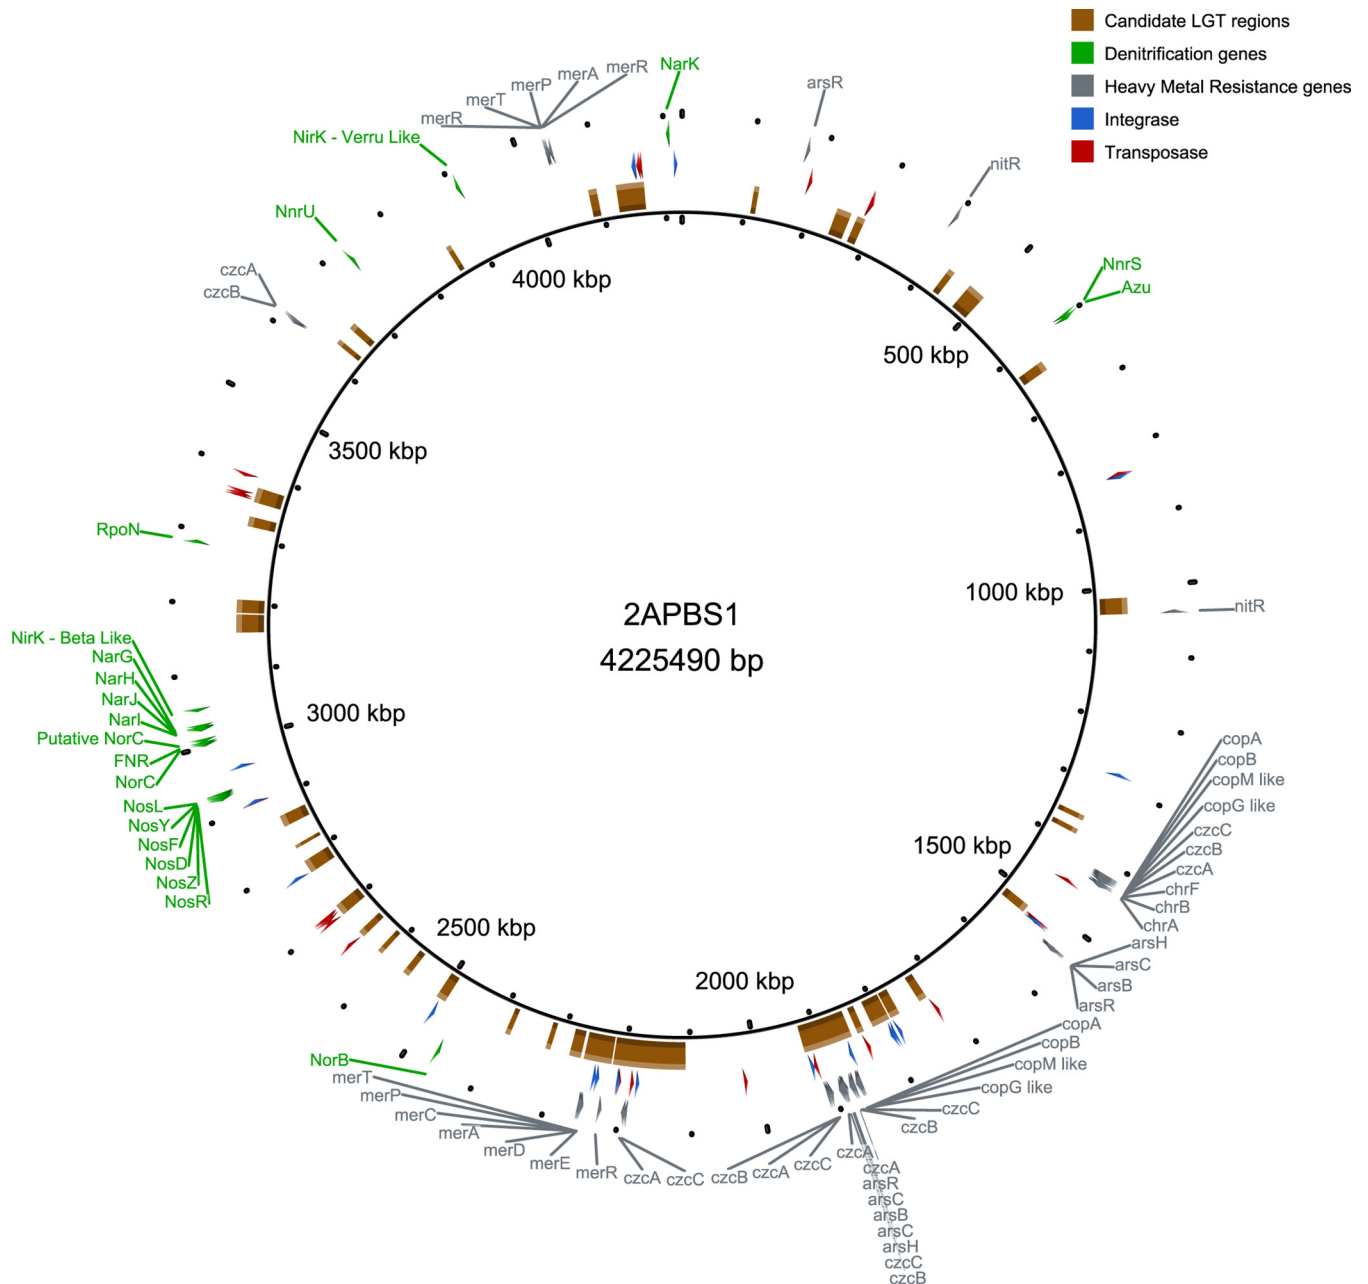 Candidate LGT regions
Denitrification genes
Heavy Metal Resistance genes
Integrase
Transposase
NarK
merR
merA
merP
merT
merR
arsR
NirK - Verru Like
nitR
NnrU
NnrS
Azu
czcA
czcB
4000 kbp
500 kbp
3500 kbp
RpoN
1000 kbp
nitR
2APBS1
4225490 bp
NirK - Beta Like
NarG
NarH
NarJ
NarI
Putative NorC
FNR
NorC
3000 kbp
NosL
NosY
NosF
NosD
NosZ
NosR
copA
copB
copM like
copG like
czcC
czcB
czcA
chrF
chrB
chrA
1500 kbp
arsH
arsC
arsB
arsR
2500 kbp
2000 kbp
copA
copB
copM like
copG like
czcC
czcB
NorB
merT
merP
merC
merA
merD
merE
merR
czcA
czcC
czcB
czcA
czcC
czcA
czcA
arsR
arsC
arsB
arsC
arsH
czcC
czcB